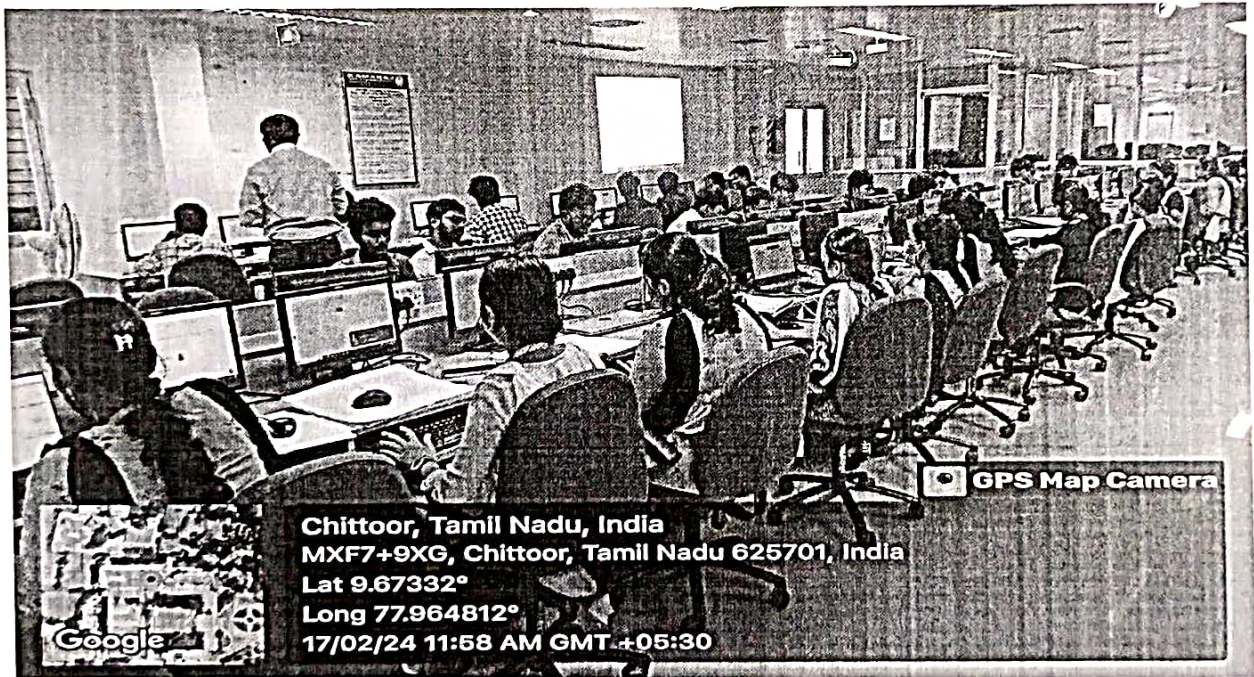 KAMARAJ
GPS Map Camera
Chittoor, Tamil Nadu, India
MXF7+9XG, Chittoor, Tamil Nadu 625701, India
Lat 9.67332°
Long 77.964812°
17/02/24 11:58 AM GMT +05:30
Google